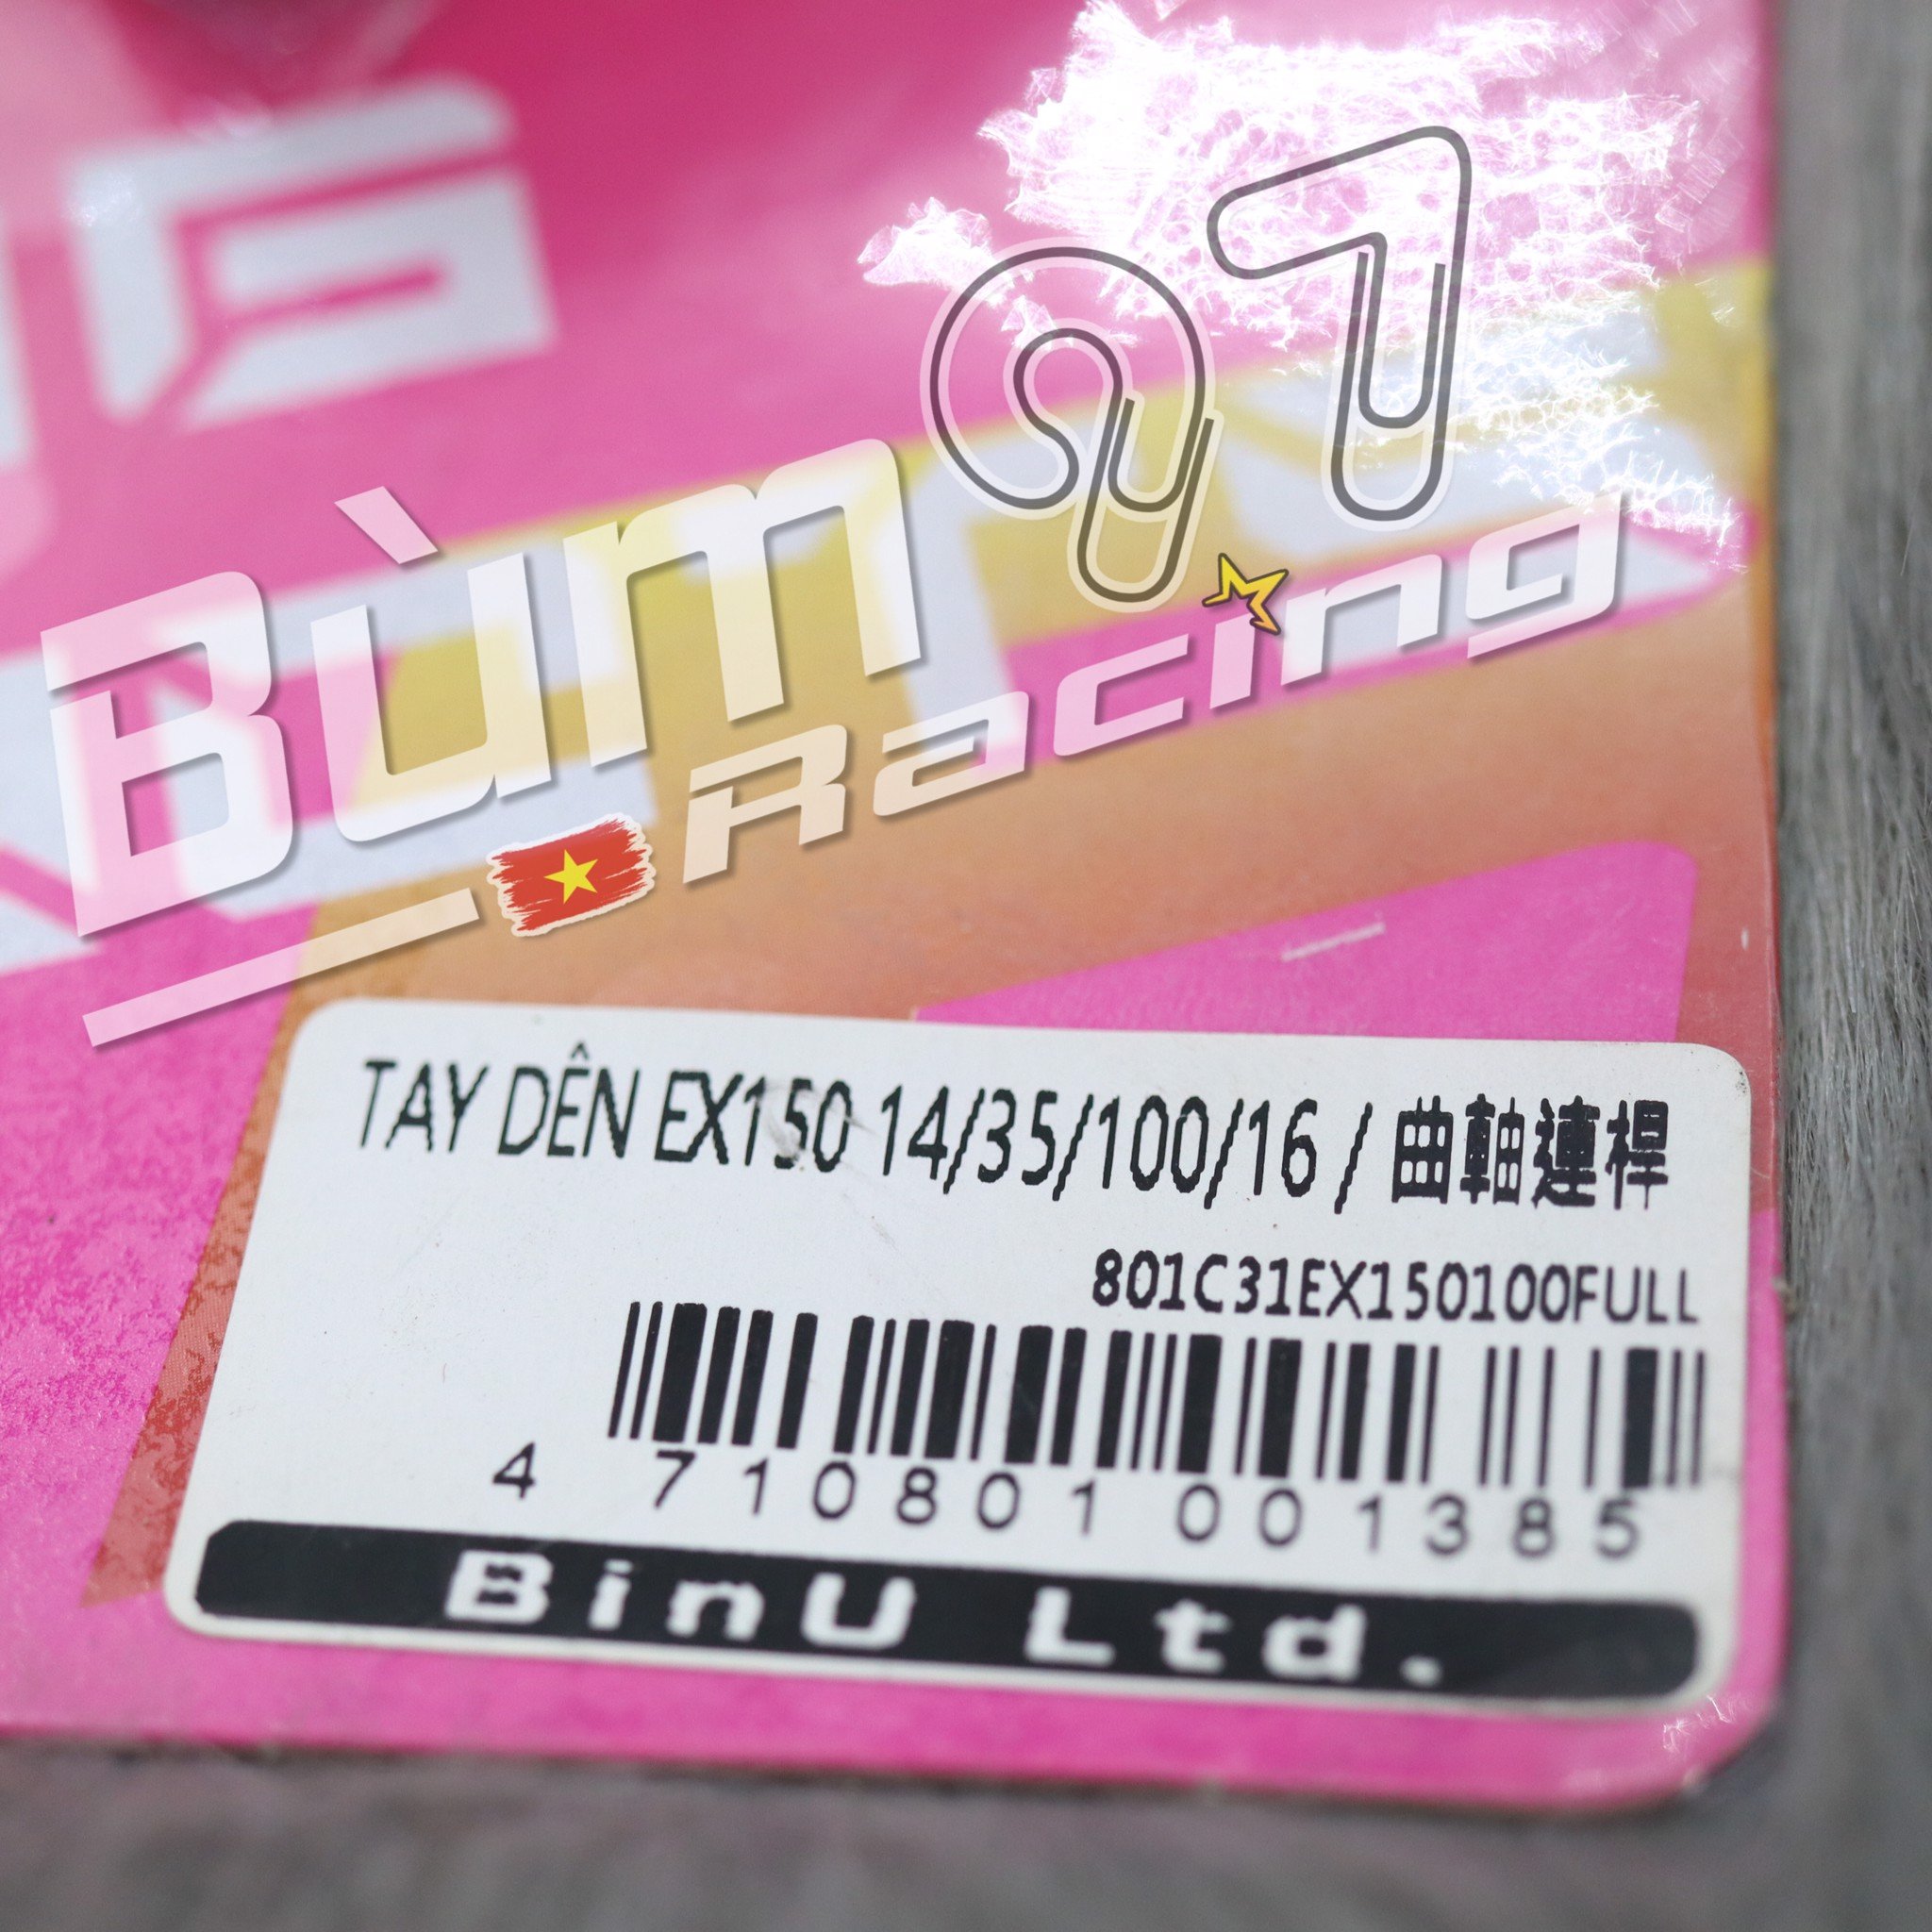 97
Bùm
Racing
TAY DÊN EX150 14/35/100/16 / 曲軸連桿
801C31EX150100FULL
4 710801 001385
BinU Ltd.